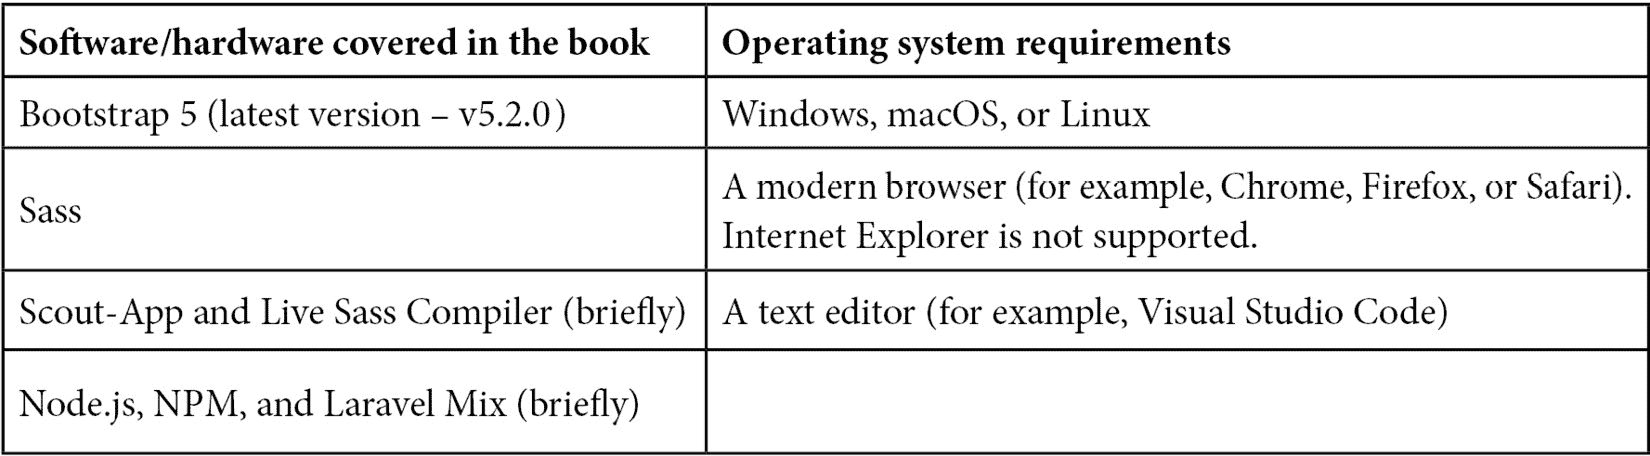 Software/hardware covered in the book
Operating system requirements
Bootstrap 5 (latest version – v5.2.0)
Windows, macOS, or Linux
Sass
A modern browser (for example, Chrome, Firefox, or Safari).
Internet Explorer is not supported.
Scout-App and Live Sass Compiler (briefly)
A text editor (for example, Visual Studio Code)
Node.js, NPM, and Laravel Mix (briefly)